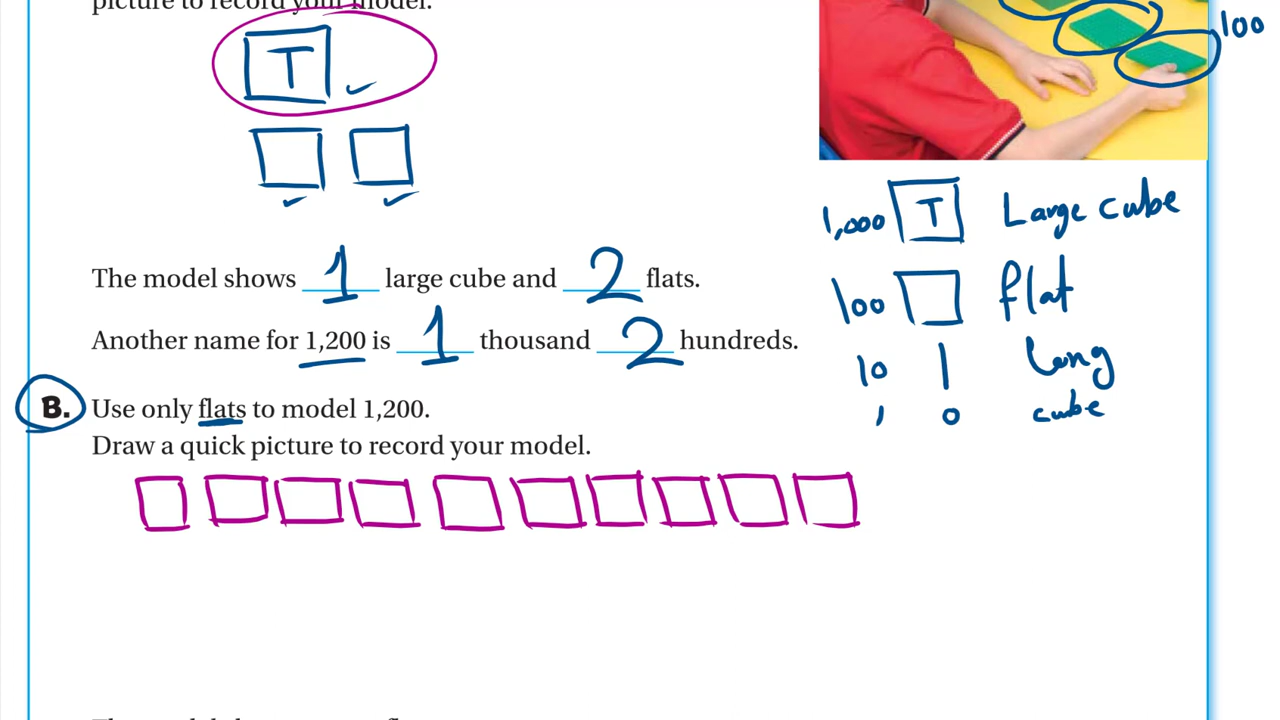 picture to record your model.
T
100
1,000 T Large cube
100 flat
The model shows 1 large cube and 2 flats.
Another name for 1,200 is 1 thousand 2 hundreds.
10 long
B. Use only flats to model 1,200.
1 cube
Draw a quick picture to record your model.